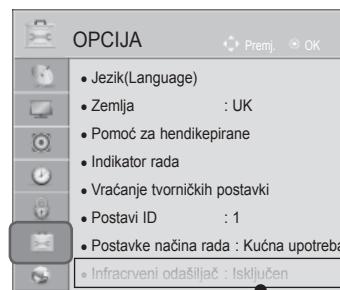 OPCIJA
Premj. OK
• Jezik(Language)
• Zemlja : UK
• Pomoć za hendikepirane
• Indikator rada
• Vraćanje tvorničkih postavki
• Postavi ID : 1
• Postavke načina rada : Kućna upotreba
• Infracrveni odašiljač : Isključen